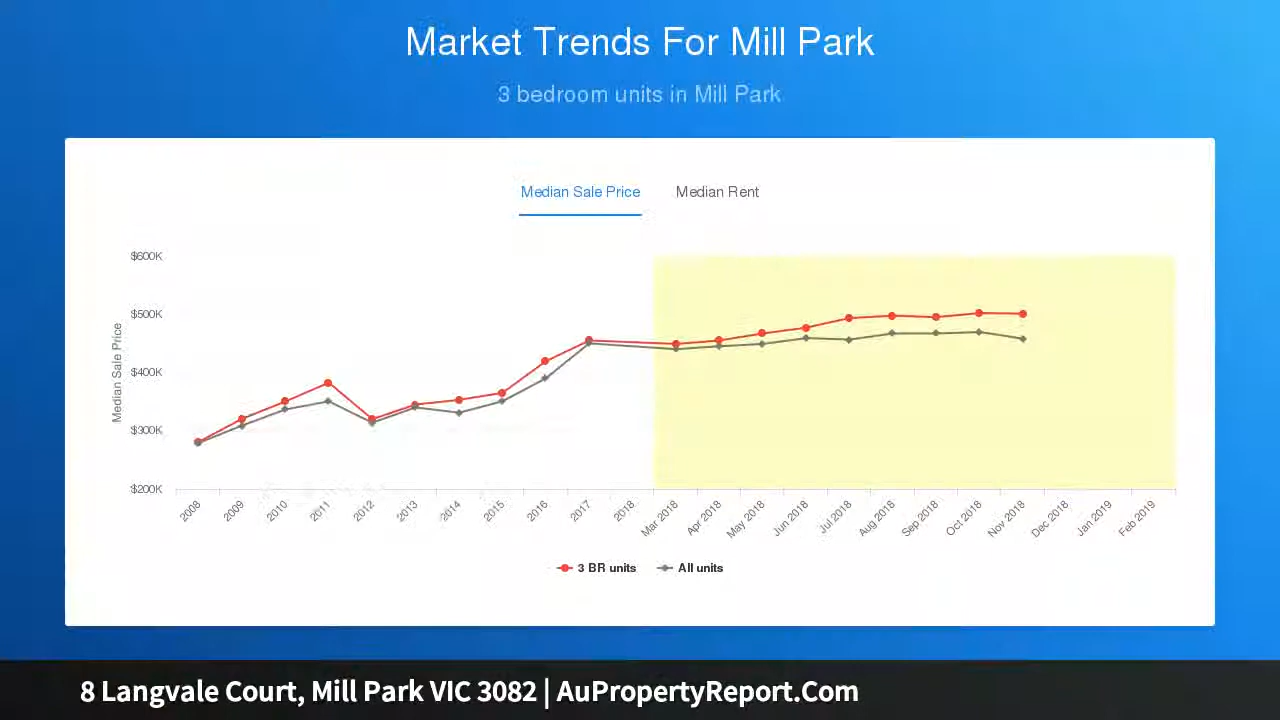 Market Trends For Mill Park
3 bedroom units in Mill Park
Median Sale Price Median Rent
$600K
$500K
$400K
$300K
$200K
Median Sale Price
2008 2009 2010 2011 2012 2013 2014 2015 2016 2017 2018 Mar 2018 Apr 2018 May 2018 Jun 2018 Jul 2018 Aug 2018 Sep 2018 Oct 2018 Nov 2018 Dec 2018 Jan 2019 Feb 2019
3 BR units All units
8 Langvale Court, Mill Park VIC 3082 | AuPropertyReport.Com